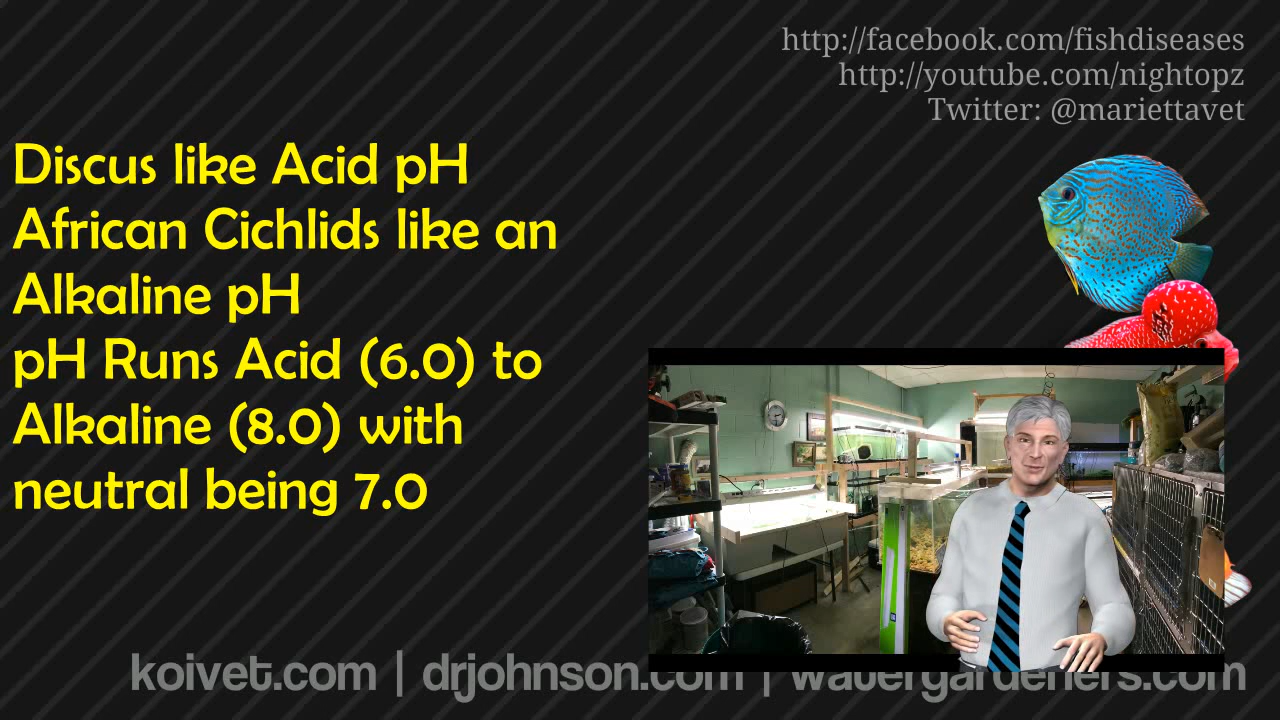 http://facebook.com/fishdiseases
http://youtube.com/nightopz
Twitter: @mariettavet
Discus like Acid pH
African Cichlids like an
Alkaline pH
pH Runs Acid (6.0) to
Alkaline (8.0) with
neutral being 7.0
koivet.com | drjohnson.com | watergardeners.com